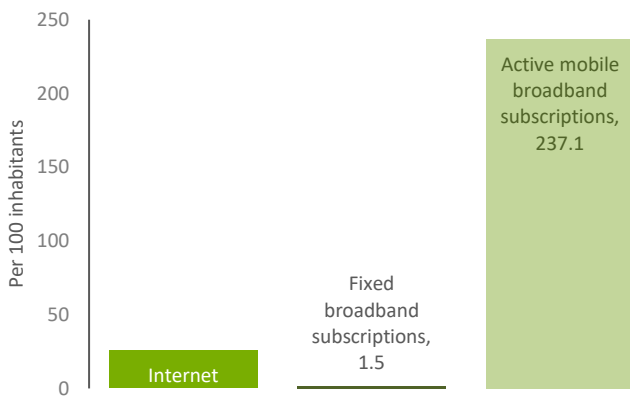 250
200
150
100
50
0
Per 100 inhabitants
Internet
Fixed
broadband
subscriptions,
1.5
Active mobile
broadband
subscriptions,
237.1